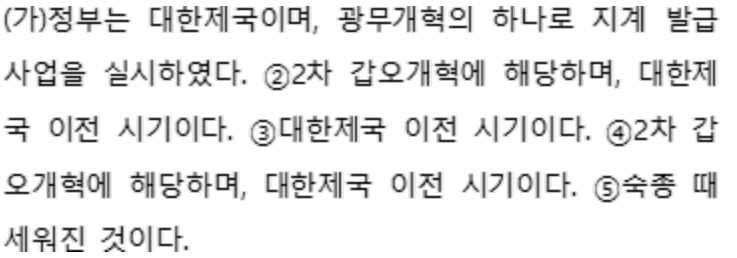 (가)정부는 대한제국이며, 광무개혁의 하나로 지계 발급
사업을 실시하였다. ②2차 갑오개혁에 해당하며, 대한제
국 이전 시기이다. ③대한제국 이전 시기이다. ④2차 갑
오개혁에 해당하며, 대한제국 이전 시기이다. ⑤숙종 때
세워진 것이다.